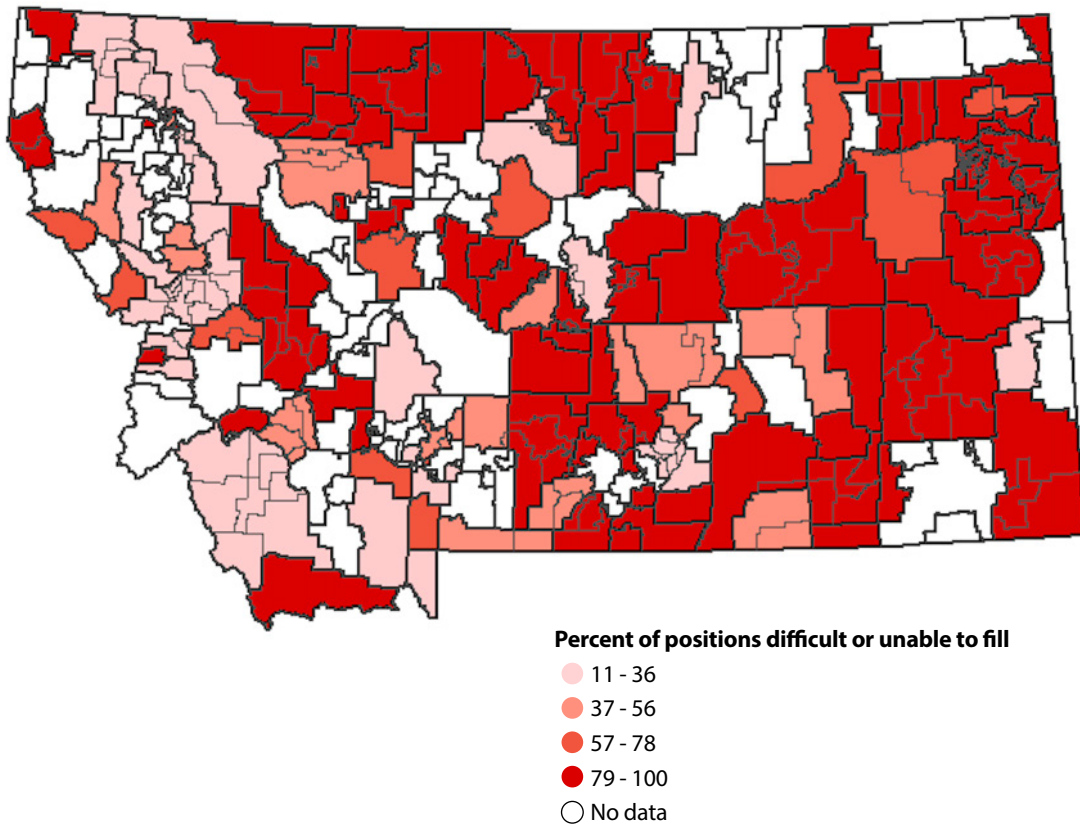 Percent of positions difficult or unable to fill
11 - 36
37 - 56
57 - 78
79 - 100
No data